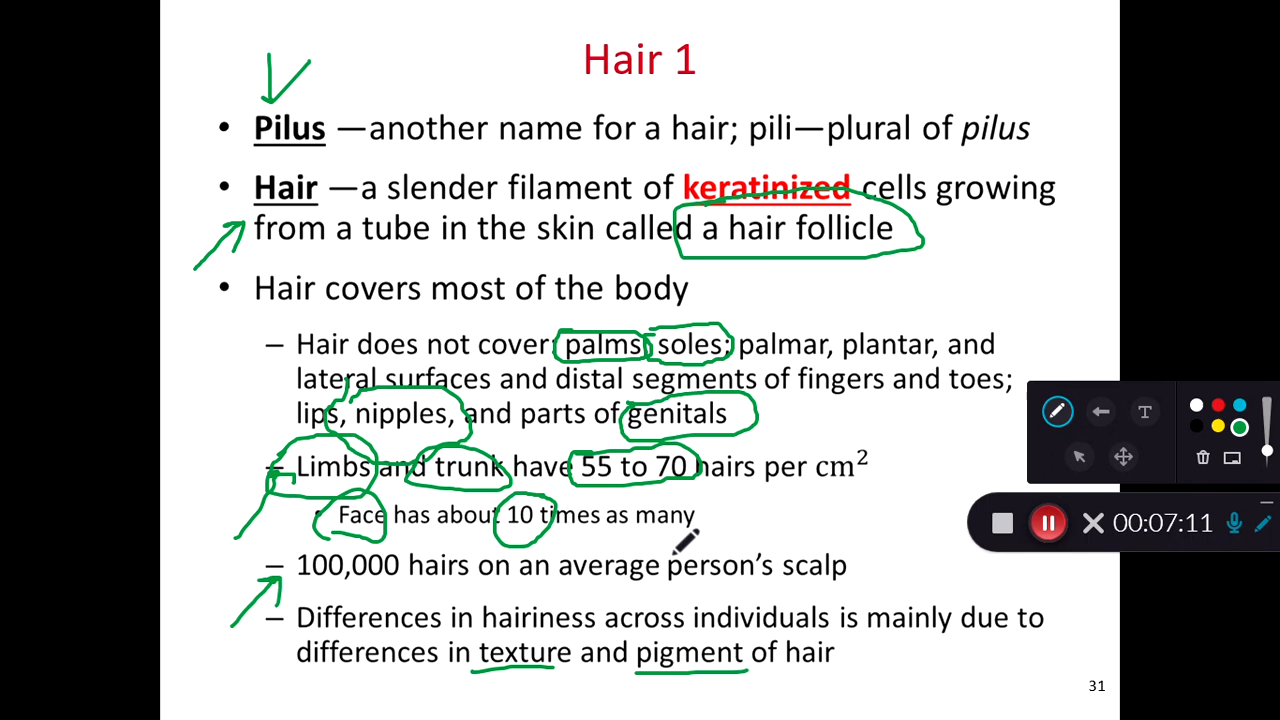 Hair 1
• Pilus —another name for a hair; pili—plural of pilus
• Hair —a slender filament of keratinized cells growing
from a tube in the skin called a hair follicle
• Hair covers most of the body
– Hair does not cover: palms, soles; palmar, plantar, and
lateral surfaces and distal segments of fingers and toes;
lips, nipples, and parts of genitals
– Limbs and trunk have 55 to 70 hairs per cm²
• Face has about 10 times as many
– 100,000 hairs on an average person’s scalp
– Differences in hairiness across individuals is mainly due to
differences in texture and pigment of hair
T
00:07:11
31